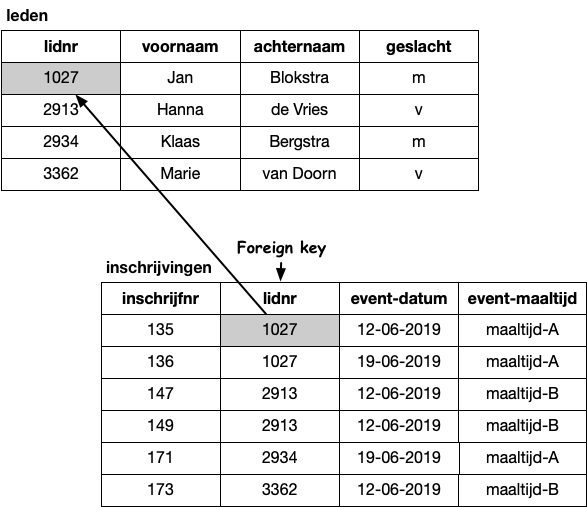 leden
lidnr voornaam achternaam geslacht
1027 Jan Blokstra m
2913 Hanna de Vries v
2934 Klaas Bergstra m
3362 Marie van Doorn v
Foreign key
inschrijvingen
inschrijfnr lidnr event-datum event-maaltijd
135 1027 12-06-2019 maaltijd-A
136 1027 19-06-2019 maaltijd-A
147 2913 12-06-2019 maaltijd-B
149 2913 12-06-2019 maaltijd-B
171 2934 19-06-2019 maaltijd-A
173 3362 12-06-2019 maaltijd-B